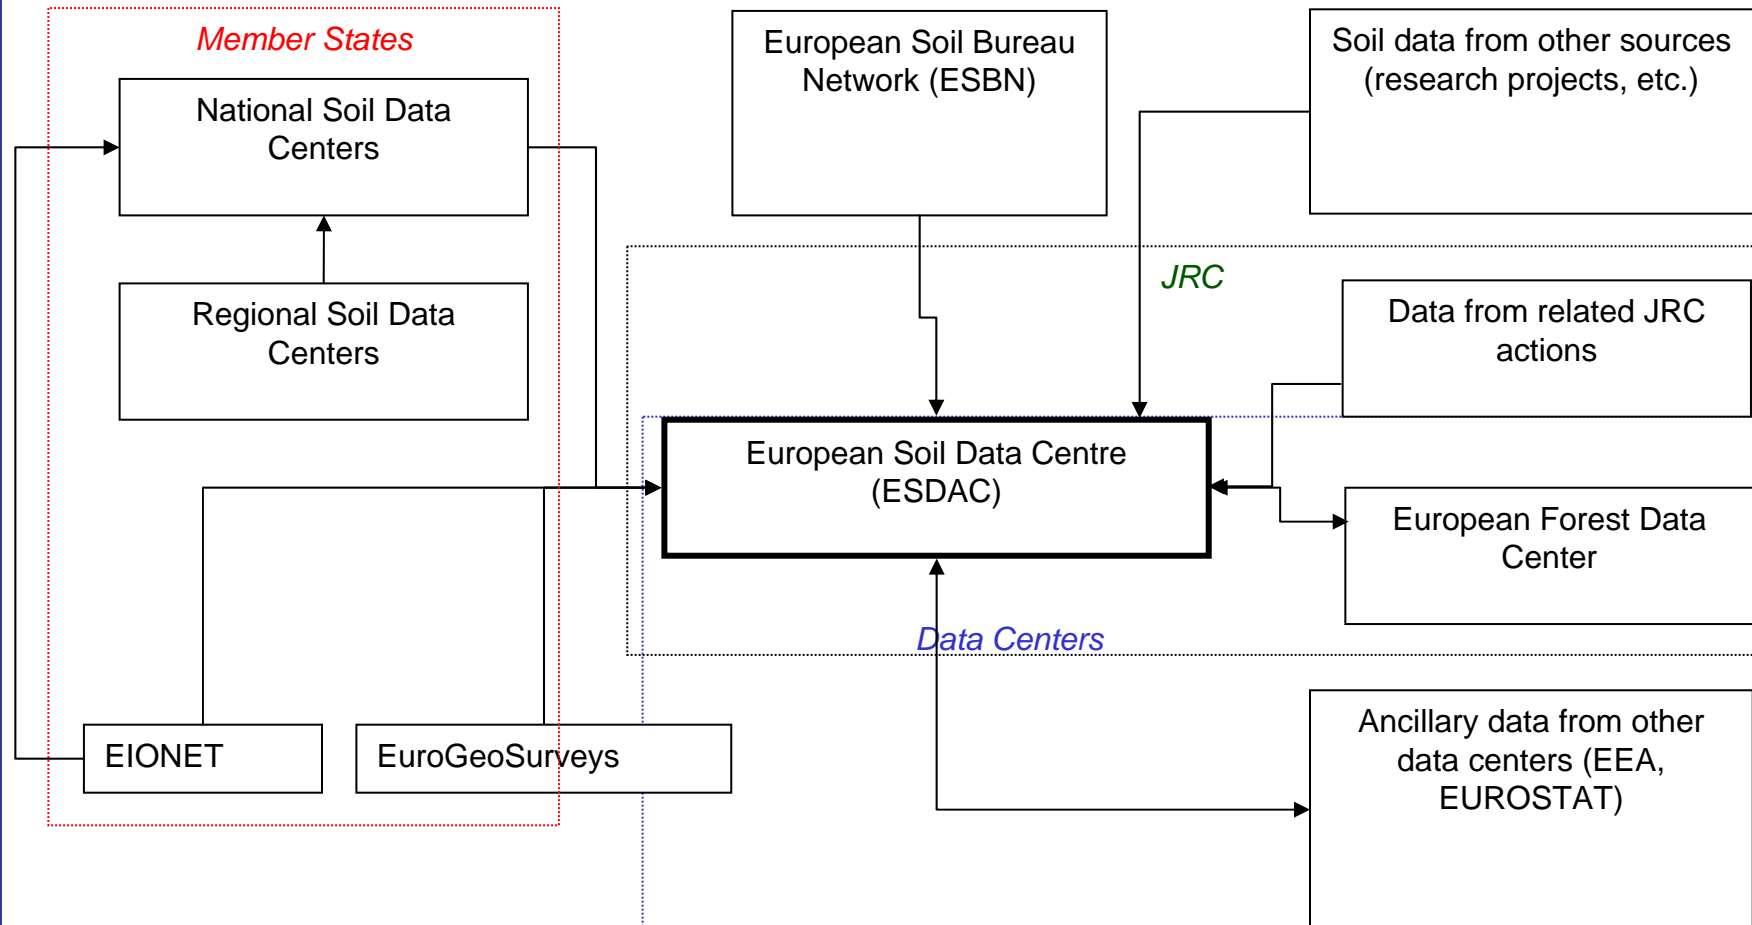 Member States
National Soil Data
Centers
Regional Soil Data
Centers
EIONET
EuroGeoSurveys
European Soil Bureau
Network (ESBN)
Soil data from other sources
(research projects, etc.)
JRC
Data from related JRC
actions
European Soil Data Centre
(ESDAC)
European Forest Data
Center
Data Centers
Ancillary data from other
data centers (EEA,
EUROSTAT)